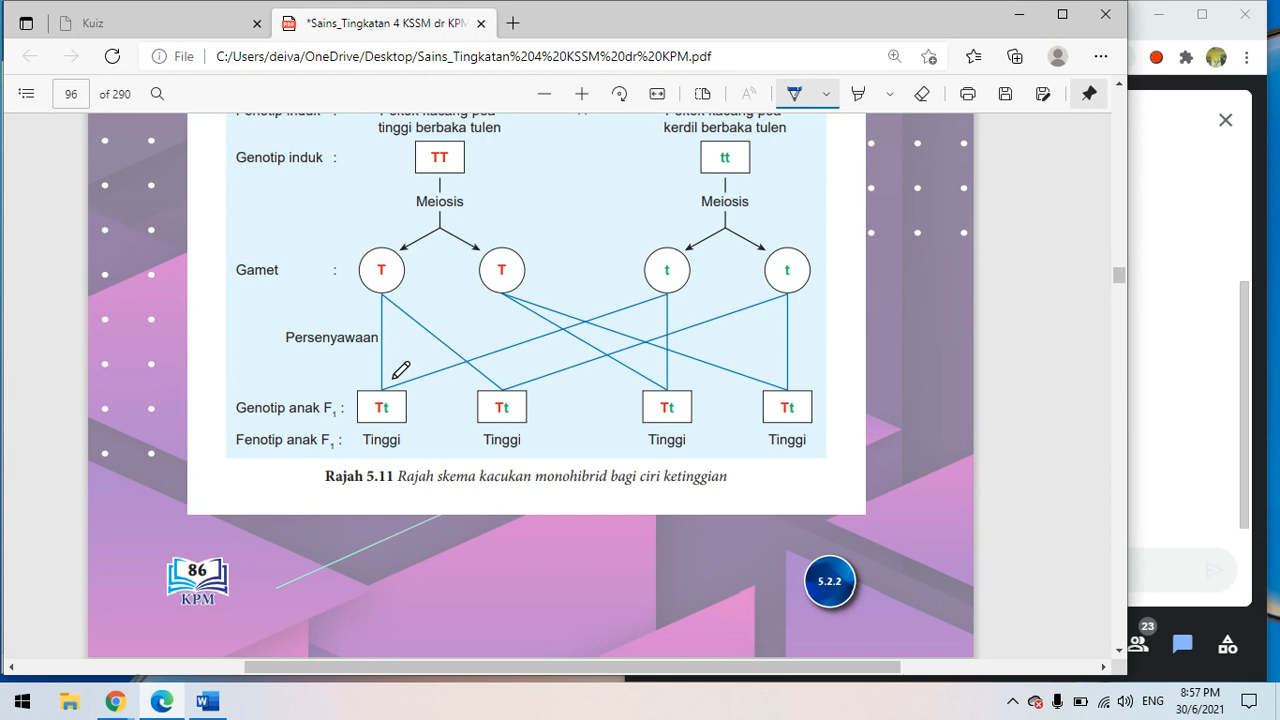 Kuiz
*Sains_Tingkatan 4 KSSM dr KPM
File
C:/Users/deiva/OneDrive/Desktop/Sains_Tingkatan%204%20KSSM%20dr%20KPM.pdf
96 of 290
tinggi berbaka tulen
kerdil berbaka tulen
Genotip induk :
TT
tt
Meiosis
Meiosis
Gamet :
T
T
t
t
Persenyawaan
Genotip anak F1 :
Tt
Tt
Tt
Tt
Fenotip anak F1 :
Tinggi
Tinggi
Tinggi
Tinggi
Rajah 5.11 Rajah skema kacukan monohibrid bagi ciri ketinggian
86
KPM
5.2.2
23
ENG
8:57 PM
30/6/2021